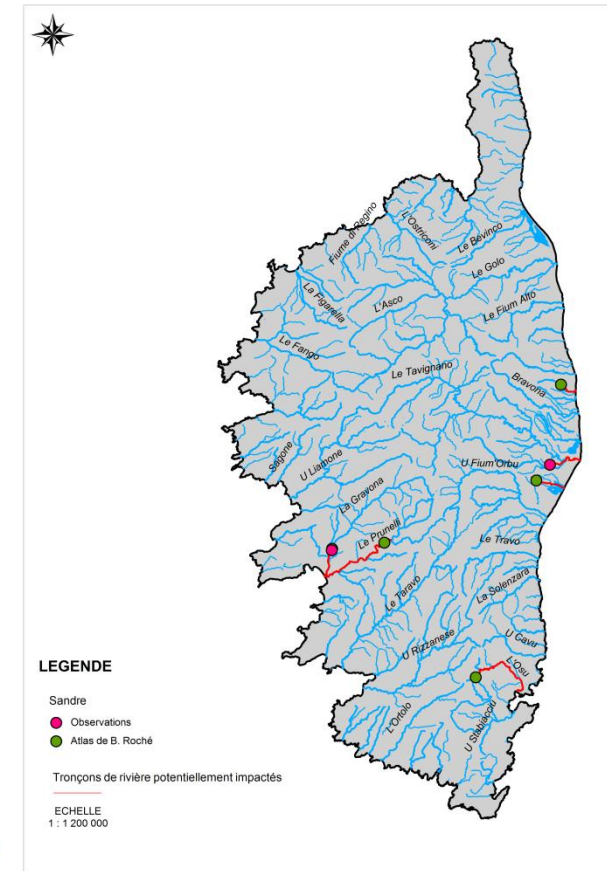 Fiume di Regino
L'Ostriconi
Le Bevinco
Le Golo
La Figarella
L'Asco
Le Fium Alto
Le Fango
Le Tavignano
Bravona
Sagone
U Liamone
U Fium'Orbu
La Gravona
Le Prunelli
Le Travo
Le Taravo
La Solenzara
U Rizzanese
U Cavu
L'Osu
L'Ortolo
U Stabiacciu
LEGENDE
Sandre
Observations
Atlas de B. Roché
Tronçons de rivière potentiellement impactés
ECHELLE
1 : 1 200 000